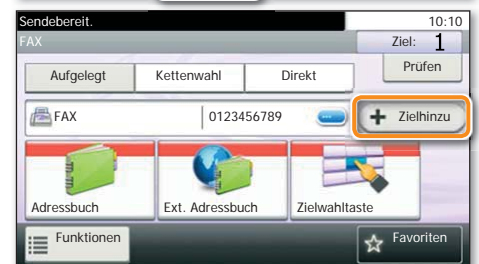 Sendebereit. 10:10
FAX Ziel: 1
Prüfen
Aufgelegt Kettenwahl Direkt
FAX 0123456789 ... + Zielhinzu
Adressbuch Ext. Adressbuch Zielwahltaste
Funktionen Favoriten